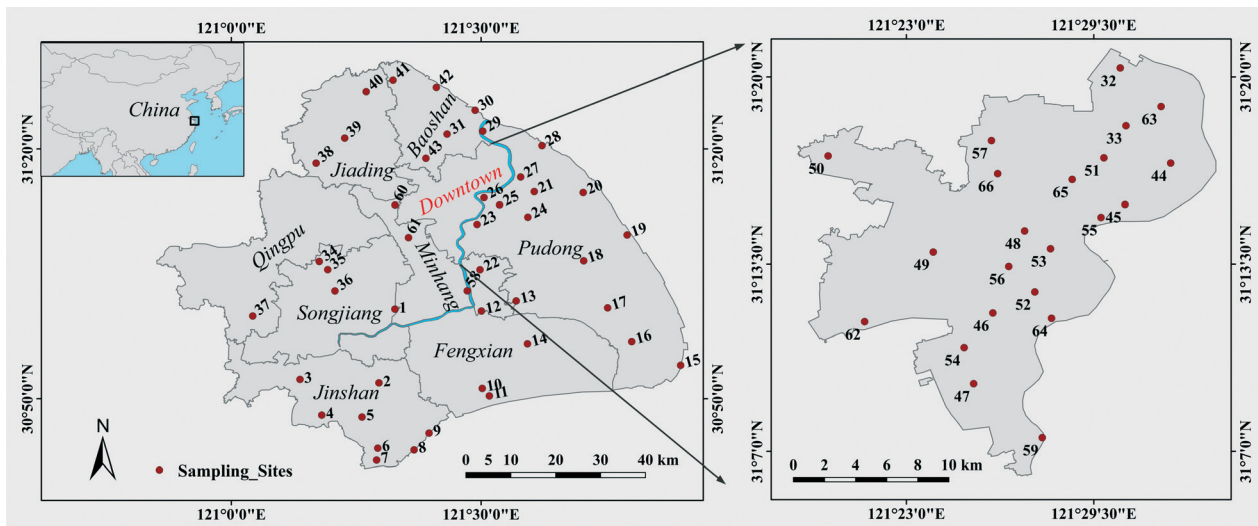 121°0'0"E
121°30'0"E
121°23'0"E
121°29'30"E
China
31°20'0"N
30°50'0"N
40
41
42
30
29
28
39
31
38
43
Baoshan
Jiading
60
Downtown
27
26
21
25
20
24
23
61
19
Qingpu
Minhang
Pudong
34
35
18
22
36
58
37
Songjiang
1
12
13
17
14
16
Fengxian
15
3
2
Jinshan
10
11
4
5
9
6
8
7
N
Sampling_Sites
0 5 10 20 30 40 km
31°20'0"N
30°50'0"N
121°0'0"E
121°30'0"E
31°20'0"N
31°13'30"N
31°7'0"N
32
63
33
57
50
51
44
66
65
45
55
48
53
49
56
52
46
62
64
54
47
59
0 2 4 6 8 10 km
31°20'0"N
31°13'30"N
31°7'0"N
121°23'0"E
121°29'30"E